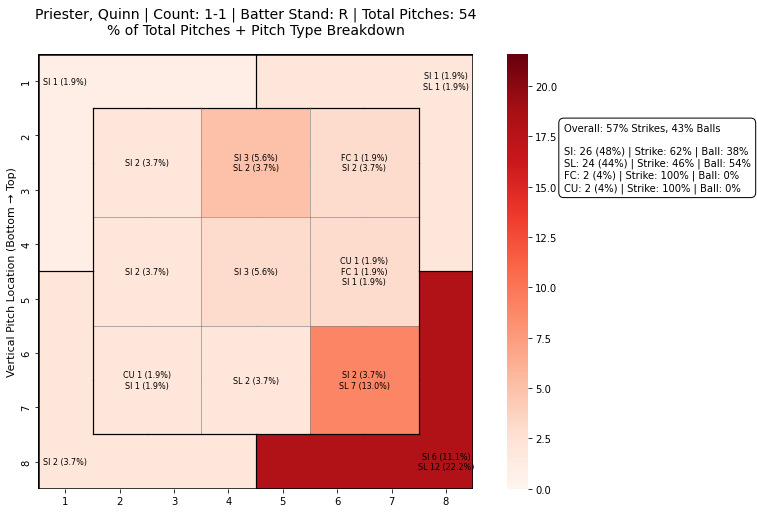 Priester, Quinn | Count: 1-1 | Batter Stand: R | Total Pitches: 54
% of Total Pitches + Pitch Type Breakdown
SI 1 (1.9%)
SI 1 (1.9%)
SL 1 (1.9%)
SI 2 (3.7%)
SI 3 (5.6%)
SL 2 (3.7%)
FC 1 (1.9%)
SI 2 (3.7%)
SI 2 (3.7%)
SI 3 (5.6%)
CU 1 (1.9%)
FC 1 (1.9%)
SI 1 (1.9%)
CU 1 (1.9%)
SI 1 (1.9%)
SL 2 (3.7%)
SI 2 (3.7%)
SL 7 (13.0%)
SI 2 (3.7%)
SI 6 (11.1%)
SL 12 (22.2%)
Vertical Pitch Location (Bottom → Top)
1
2
3
4
5
6
7
8
1 2 3 4 5 6 7 8
20.0
17.5
15.0
12.5
10.0
7.5
5.0
2.5
0.0
Overall: 57% Strikes, 43% Balls
SI: 26 (48%) | Strike: 62% | Ball: 38%
SL: 24 (44%) | Strike: 46% | Ball: 54%
FC: 2 (4%) | Strike: 100% | Ball: 0%
CU: 2 (4%) | Strike: 100% | Ball: 0%